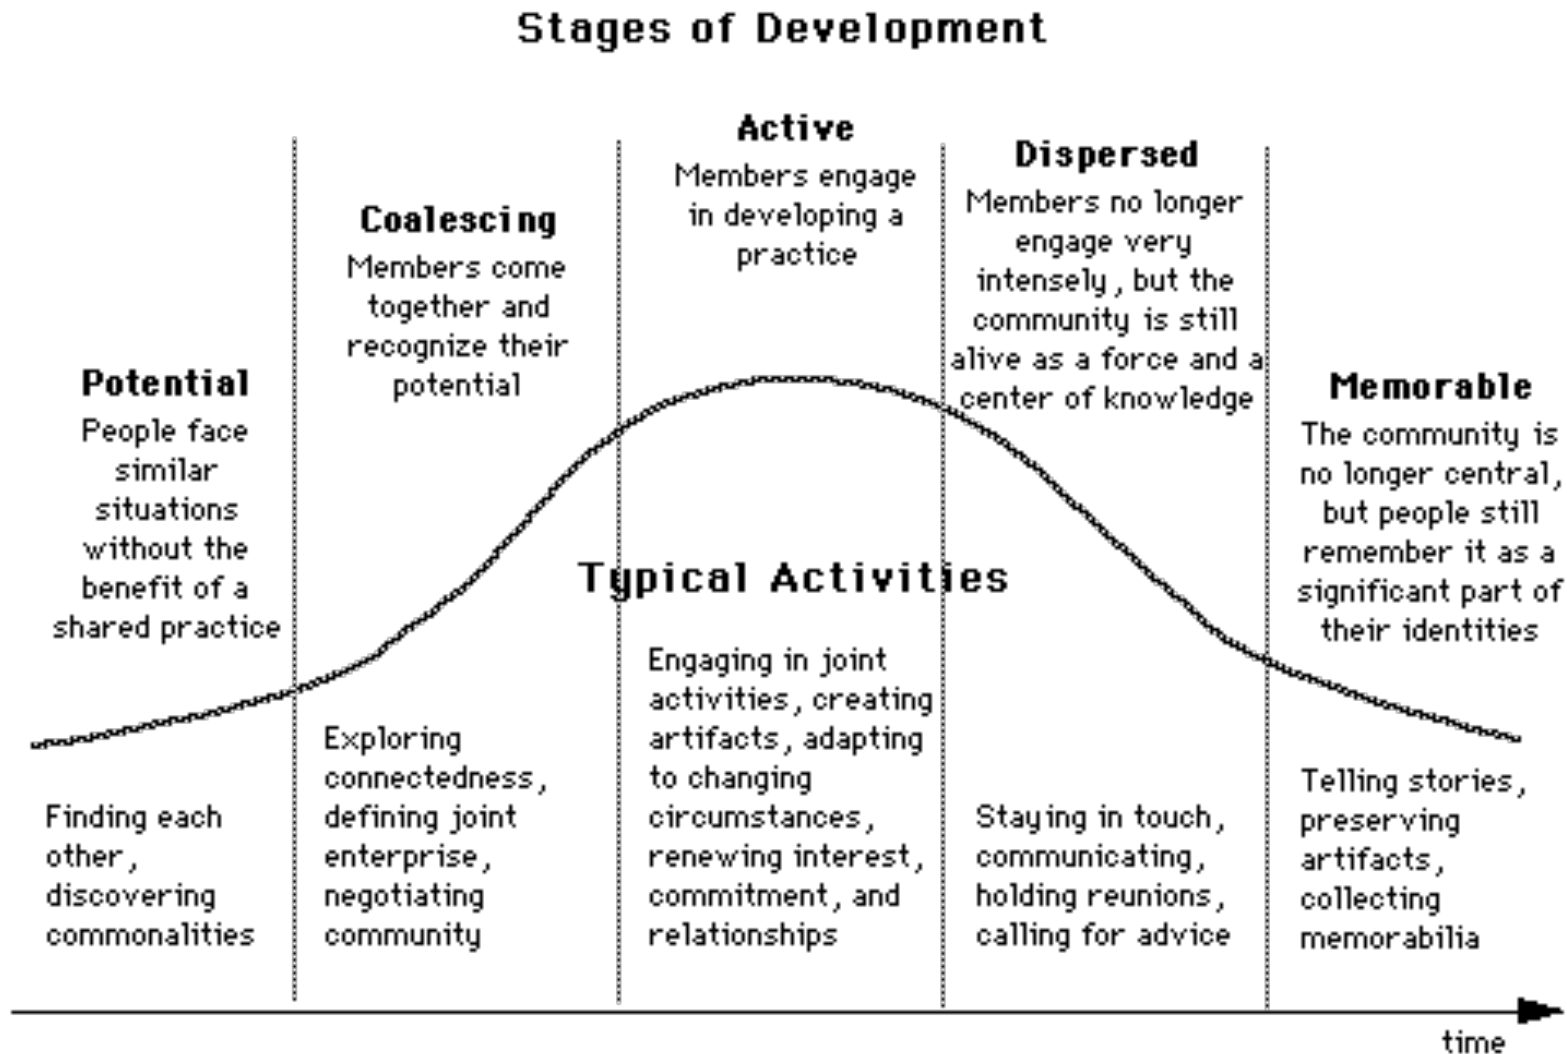 Stages of Development
Potential
People face
similar
situations
without the
benefit of a
shared practice
Coalescing
Members come
together and
recognize their
potential
Active
Members engage
in developing a
practice
Dispersed
Members no longer
engage very
intensely, but the
community is still
alive as a force and a
center of knowledge
Memorable
The community is
no longer central,
but people still
remember it as a
significant part of
their identities
Typical Activities
Finding each
other,
discovering
commonalities
Exploring
connectedness,
defining joint
enterprise,
negotiating
community
Engaging in joint
activities, creating
artifacts, adapting
to changing
circumstances,
renewing interest,
commitment, and
relationships
Staying in touch,
communicating,
holding reunions,
calling for advice
Telling stories,
preserving
artifacts,
collecting
memorabilia
time